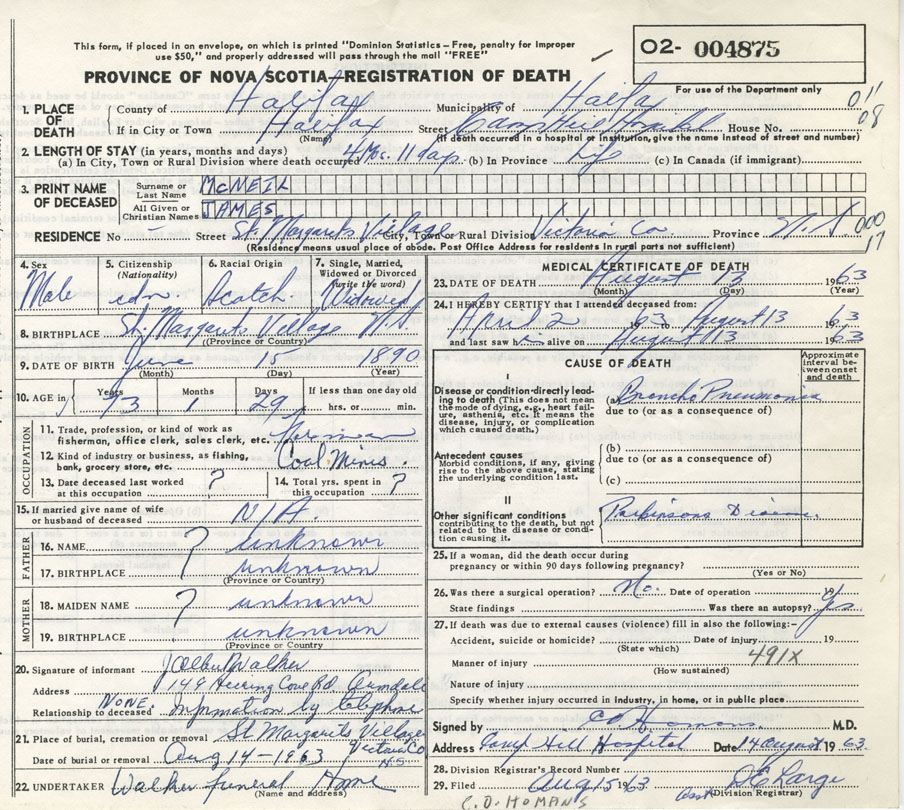 This form, if placed in an envelope, on which is printed "Dominion Statistics — Free, penalty for improper
use $50," and properly addressed will pass through the mail "FREE"
O2- 004875
PROVINCE OF NOVA SCOTIA—REGISTRATION OF DEATH
For use of the Department only
1. PLACE OF DEATH County of Halifax Municipality of Halifax 011
If in City or Town Halifax Street Camp Hill Hospital House No. 08
(Name) (If death occurred in a hospital or institution, give the name instead of street and number)
2. LENGTH OF STAY (in years, months and days)
(a) In City, Town or Rural Division where death occurred 4 Mo. 11 days (b) In Province Life (c) In Canada (if immigrant)
3. PRINT NAME OF DECEASED Surname or Last Name McNEIL
All Given or Christian Names JAMES
RESIDENCE No — Street St. Margarets Village City, Town or Rural Division Victoria Co Province N.S. 000
17
(Residence means usual place of abode. Post Office Address for residents in rural parts not sufficient)
4. Sex Male
5. Citizenship (Nationality) cdn.
6. Racial Origin Scotch.
7. Single, Married, Widowed or Divorced (write the word) Widowed
8. BIRTHPLACE St. Margarets Village N.S.
(Province or Country)
9. DATE OF BIRTH June 15 1890
(Month) (Day) (Year)
10. AGE in Years 73 Months 1 Days 29 If less than one day old
hrs. or min.
OCCUPATION
11. Trade, profession, or kind of work as
fisherman, office clerk, sales clerk, etc.
12. Kind of industry or business, as fishing,
bank, grocery store, etc. Coal Mines.
13. Date deceased last worked
at this occupation ?
14. Total yrs. spent in
this occupation ?
15. If married give name of wife
or husband of deceased N/A.
FATHER
16. NAME ? unknown
17. BIRTHPLACE unknown
(Province or Country)
MOTHER
18. MAIDEN NAME ? unknown
19. BIRTHPLACE unknown
(Province or Country)
20. Signature of informant Walker
Address 149 Herring Cove Rd. Armdale
Relationship to deceased NONE. Information by telephone
21. Place of burial, cremation or removal St Margarets Village
Victoria Co
Date of burial or removal Aug 14 - 1963 N.S.
22. UNDERTAKER Walker Funeral Home
(Name and address)
MEDICAL CERTIFICATE OF DEATH
23. DATE OF DEATH August 13 1963
(Month) (Day) (Year)
24. I HEREBY CERTIFY that I attended deceased from:
April 2 1963 to August 13 1963
and last saw him alive on August 13 1963
CAUSE OF DEATH
Approximate interval between onset and death
I
Disease or condition directly leading
to death (This does not mean
the mode of dying, e.g., heart failure,
asthenia, etc. It means the
disease, injury, or complication
which caused death.)
(a) Broncho Pneumonia
due to (or as a consequence of)
Antecedent causes
Morbid conditions, if any, giving
rise to the above cause, stating
the underlying condition last.
(b)
due to (or as a consequence of)
(c)
II
Other significant conditions
contributing to the death, but not
related to the disease or condition
causing it.
Parkinsons Disease.
25. If a woman, did the death occur during
pregnancy or within 90 days following pregnancy?
(Yes or No)
26. Was there a surgical operation? No. Date of operation 19
State findings Was there an autopsy? Yes
27. If death was due to external causes (violence) fill in also the following:—
Accident, suicide or homicide? Date of injury 19
(State which) 491X
Manner of injury
(How sustained)
Nature of injury
Specify whether injury occurred in industry, in home, or in public place
Signed by C D Homans M.D.
Address Camp Hill Hospital Date 14 August 1963.
28. Division Registrar's Record Number
29. Filed Aug 15 1963
asst (Division Registrar)
C.D. HOMANS